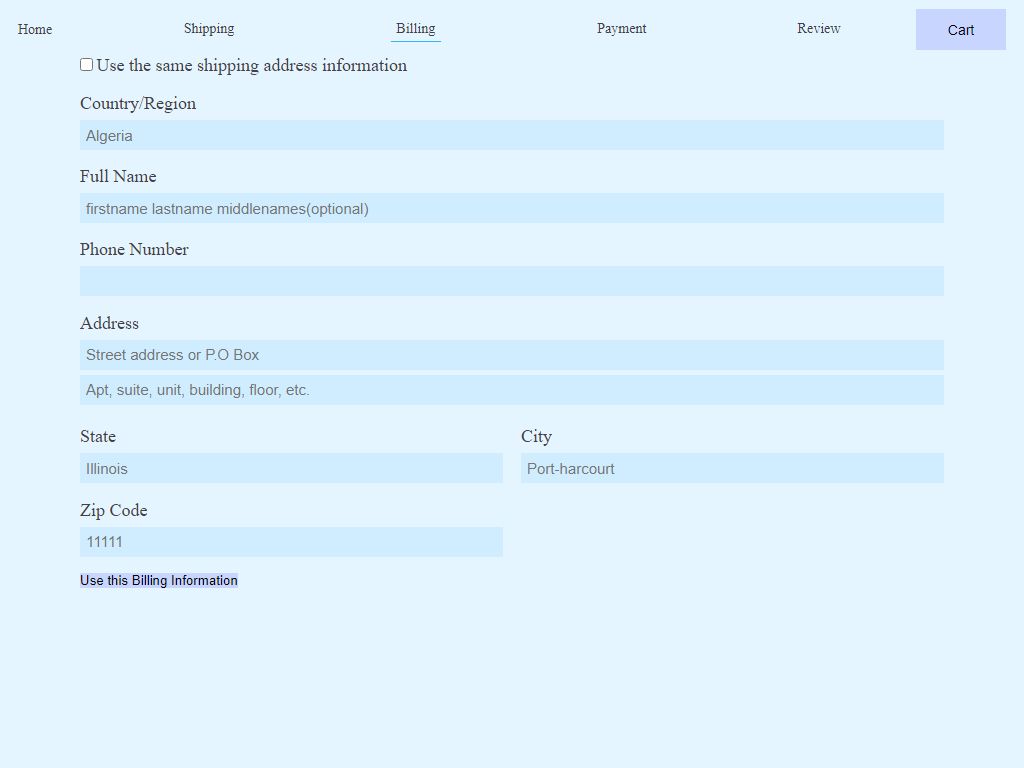 Home Shipping Billing Payment Review Cart
Use the same shipping address information
Country/Region
Algeria
Full Name
firstname lastname middlenames(optional)
Phone Number
Address
Street address or P.O Box
Apt, suite, unit, building, floor, etc.
State City
Illinois Port-harcourt
Zip Code
11111
Use this Billing Information